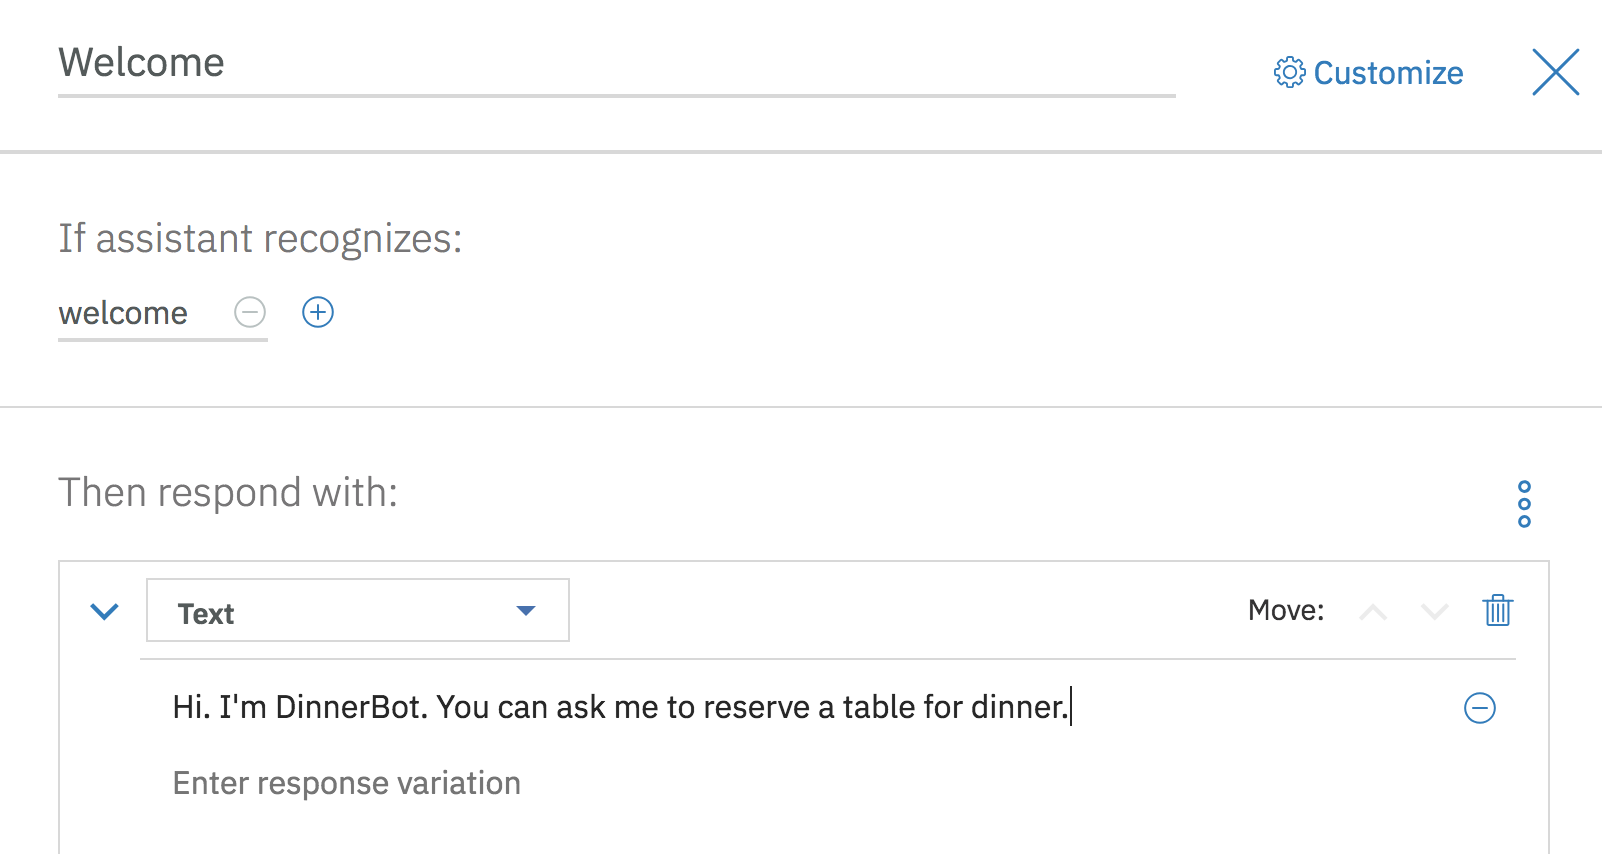 Welcome
Customize
If assistant recognizes:
welcome
Then respond with:
Text
Move:
Hi. I'm DinnerBot. You can ask me to reserve a table for dinner.
Enter response variation